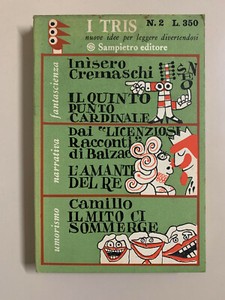 I TRIS N. 2 L. 350
nuove idee per leggere divertendosi
Sampietro editore
fantascienza
Inìsero
Cremaschi
IL QUINTO
PUNTO
CARDINALE
narrativa
Dai "LICENZIOSI
Racconti"
di Balzac
L'AMANTE
DEL RE
umorismo
Camillo
IL MITO CI
SOMMERGE